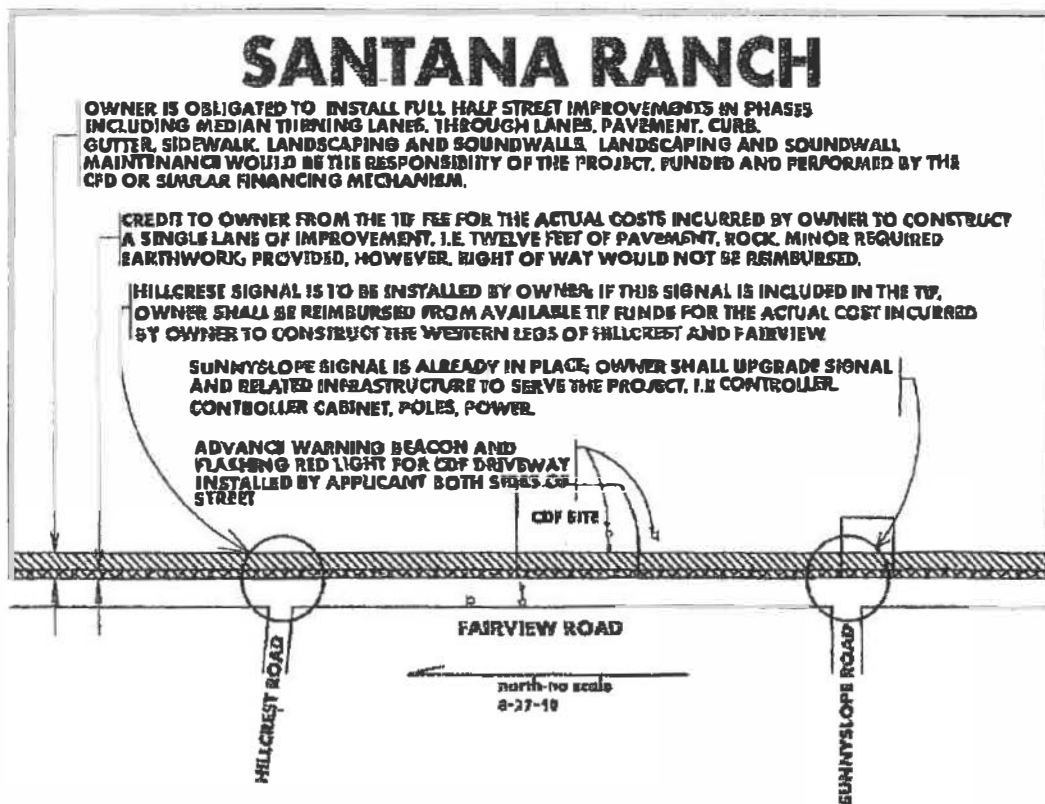 SANTANA RANCH
OWNER IS OBLIGATED TO INSTALL FULL HALF STREET IMPROVEMENTS IN PHASES
INCLUDING MEDIAN TURNING LANES, THROUGH LANES, PAVEMENT, CURB,
GUTTER, SIDEWALK, LANDSCAPING AND SOUNDWALLS. LANDSCAPING AND SOUNDWALL
MAINTENANCE WOULD BE THE RESPONSIBILITY OF THE PROJECT, FUNDED AND PERFORMED BY THE
CFD OR SIMILAR FINANCING MECHANISM.
CREDIT TO OWNER FROM THE TIF FEE FOR THE ACTUAL COSTS INCURRED BY OWNER TO CONSTRUCT
A SINGLE LANE OF IMPROVEMENT, I.E. TWELVE FEET OF PAVEMENT, ROCK, MINOR REQUIRED
EARTHWORK, PROVIDED, HOWEVER, RIGHT OF WAY WOULD NOT BE REIMBURSED.
HILLCREST SIGNAL IS TO BE INSTALLED BY OWNER; IF THIS SIGNAL IS INCLUDED IN THE TIF,
OWNER SHALL BE REIMBURSED FROM AVAILABLE TIF FUNDS FOR THE ACTUAL COST INCURRED
BY OWNER TO CONSTRUCT THE WESTERN LEGS OF HILLCREST AND FAIRVIEW
SUNNYSLOPE SIGNAL IS ALREADY IN PLACE; OWNER SHALL UPGRADE SIGNAL
AND RELATED INFRASTRUCTURE TO SERVE THE PROJECT, I.E CONTROLLER
CONTROLLER CABINET, POLES, POWER
ADVANCE WARNING BEACON AND
FLASHING RED LIGHT FOR CDF DRIVEWAY
INSTALLED BY APPLICANT BOTH SIDES OF
STREET
CDF SITE
FAIRVIEW ROAD
HILLCREST ROAD
SUNNYSLOPE ROAD
north-no scale
8-27-10